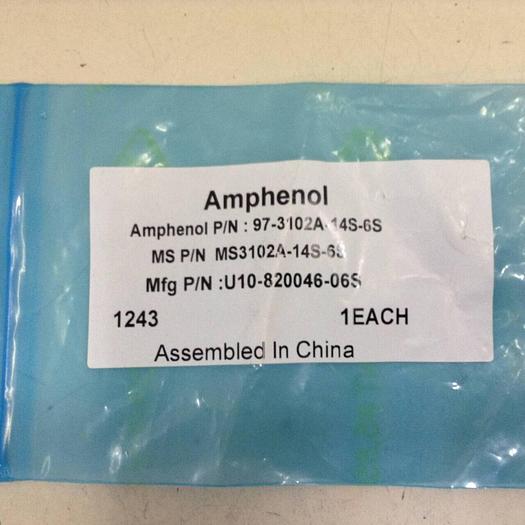 Amphenol
Amphenol P/N : 97-3102A-14S-6S
MS P/N MS3102A-14S-6S
Mfg P/N :U10-820046-06S
1243 1EACH
Assembled In China